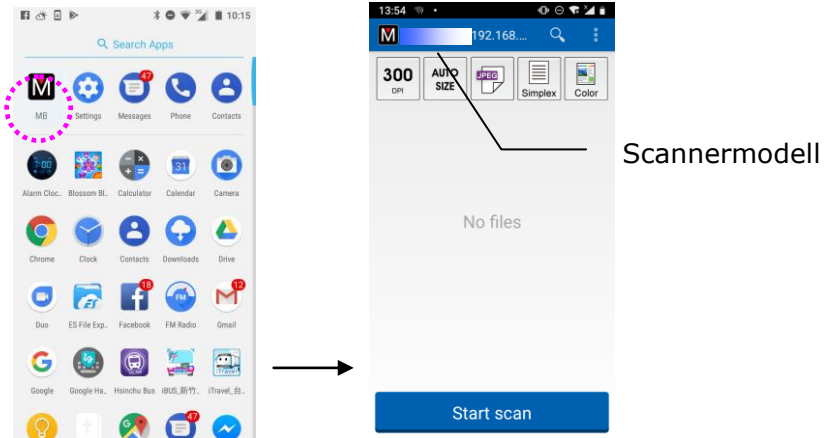 10:15
Search Apps
47
MB Settings Messages Phone Contacts
7:00
31
Alarm Cloc.. Blossom Bl.. Calculator Calendar Camera
Chrome Clock Contacts Downloads Drive
18
12
FM
Duo ES File Exp.. Facebook FM Radio Gmail
iTravel
Google Google Ha.. Hsinchu Bus iBUS_新竹.. iTravel_台..
47
13:54
M 192.168....
300
DPI
AUTO
SIZE
JPEG
Simplex
Color
No files
Start scan
Scannermodell